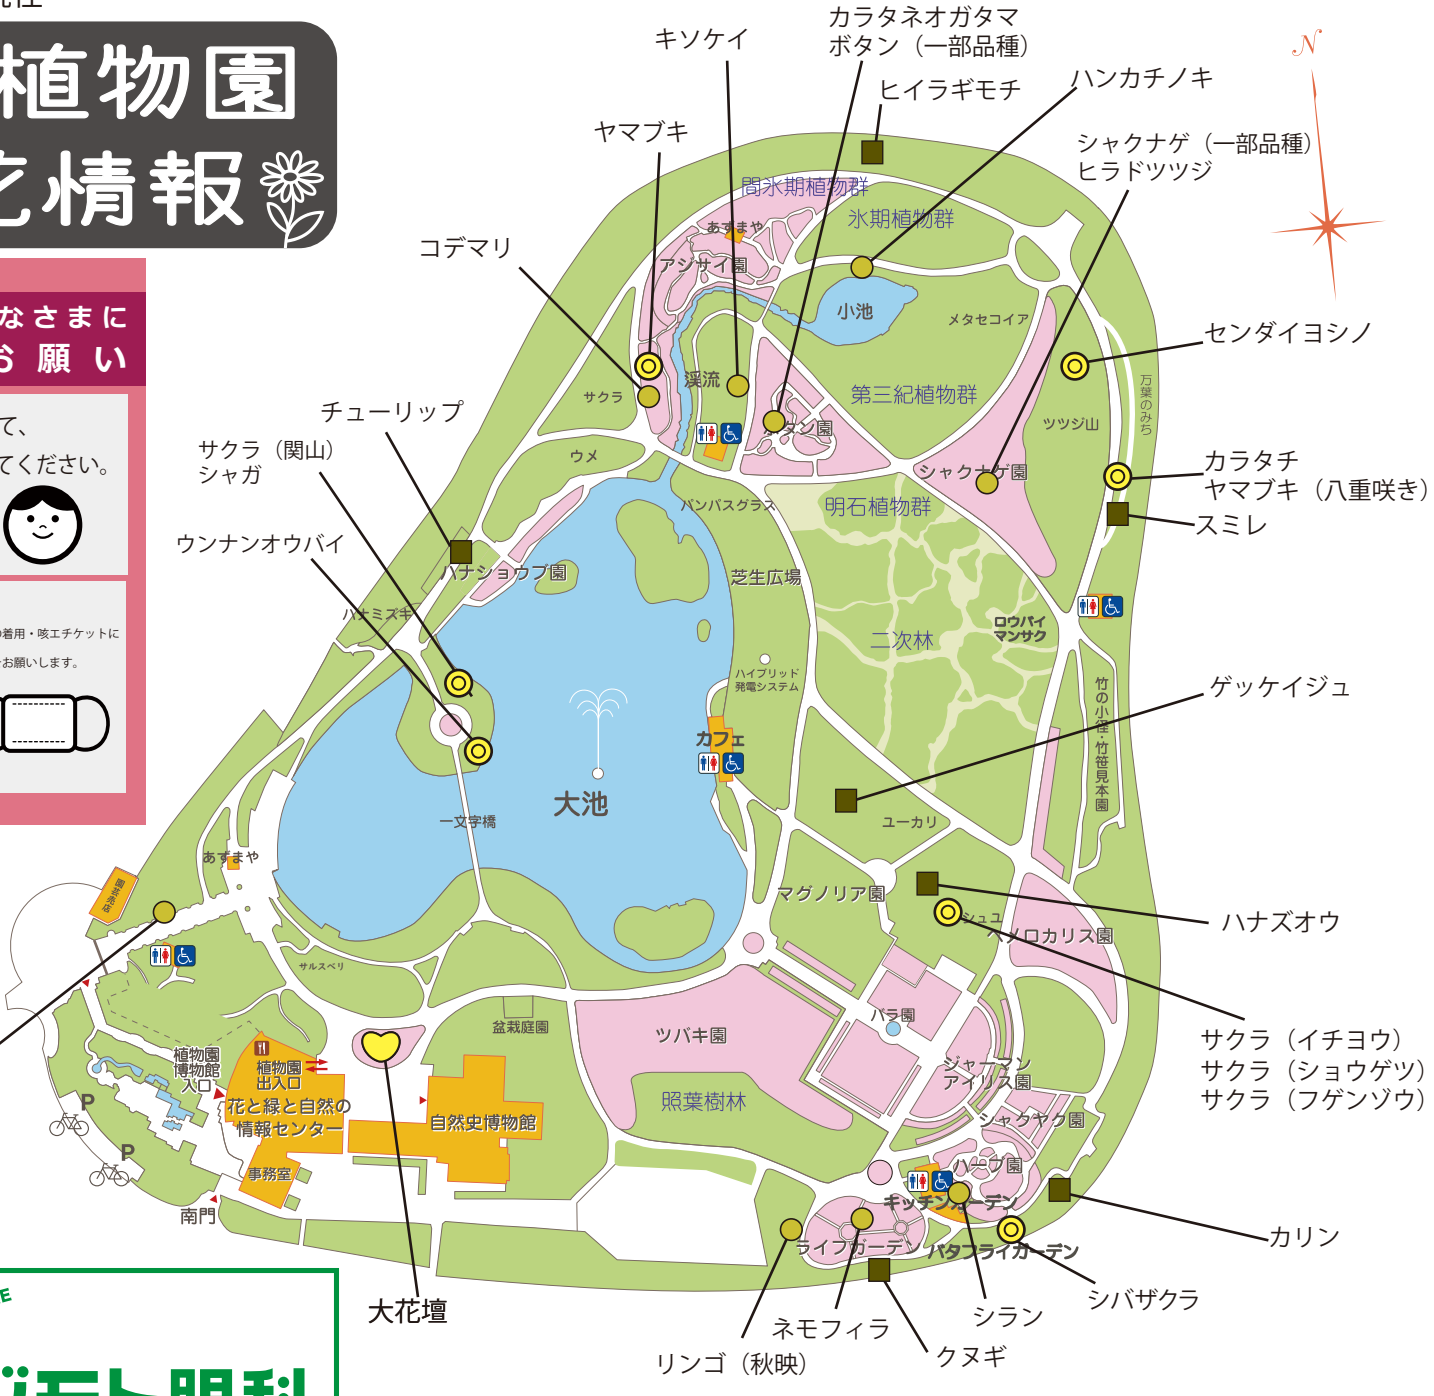 植物園
花情報
なさまに
お願い
て、
てください。
の着用・咳エチケットに
お願いします。
キソケイ
カラタネオガタマ
ボタン（一部品種）
ヒイラギモチ
ハンカチノキ
ヤマブキ
シャクナゲ（一部品種）
ヒラドツツジ
コデマリ
センダイヨシノ
チューリップ
サクラ（関山）
シャガ
カラタチ
ヤマブキ（八重咲き）
スミレ
ウンナンオウバイ
ゲッケイジュ
ハナズオウ
サクラ（イチヨウ）
サクラ（ショウゲツ）
サクラ（フゲンゾウ）
カリン
シバザクラ
シラン
クヌギ
ネモフィラ
リンゴ（秋映）
大花壇
N
間氷期植物群
氷期植物群
あずまや
アジサイ園
小池
メタセコイア
渓流
サクラ
第三紀植物群
ツツジ山
万葉のみち
ボタン園
ウメ
シャクナゲ園
パンパスグラス
明石植物群
芝生広場
ハナショウブ園
ハナミズキ
二次林
ロウバイ
マンサク
ハイブリッド
発電システム
竹の小径・竹笹見本園
カフェ
大池
一文字橋
ユーカリ
あずまや
園芸売店
マグノリア園
シュユ
ヘメロカリス園
サルスベリ
盆栽庭園
ツバキ園
バラ園
ジャーマン
アイリス園
植物園
博物館
入口
植物園
出入口
花と緑と自然の
情報センター
自然史博物館
照葉樹林
シャクヤク園
ハーブ園
P
P
事務室
南門
キッチンガーデン
ライフガーデン
バタフライガーデン
E
モト眼科